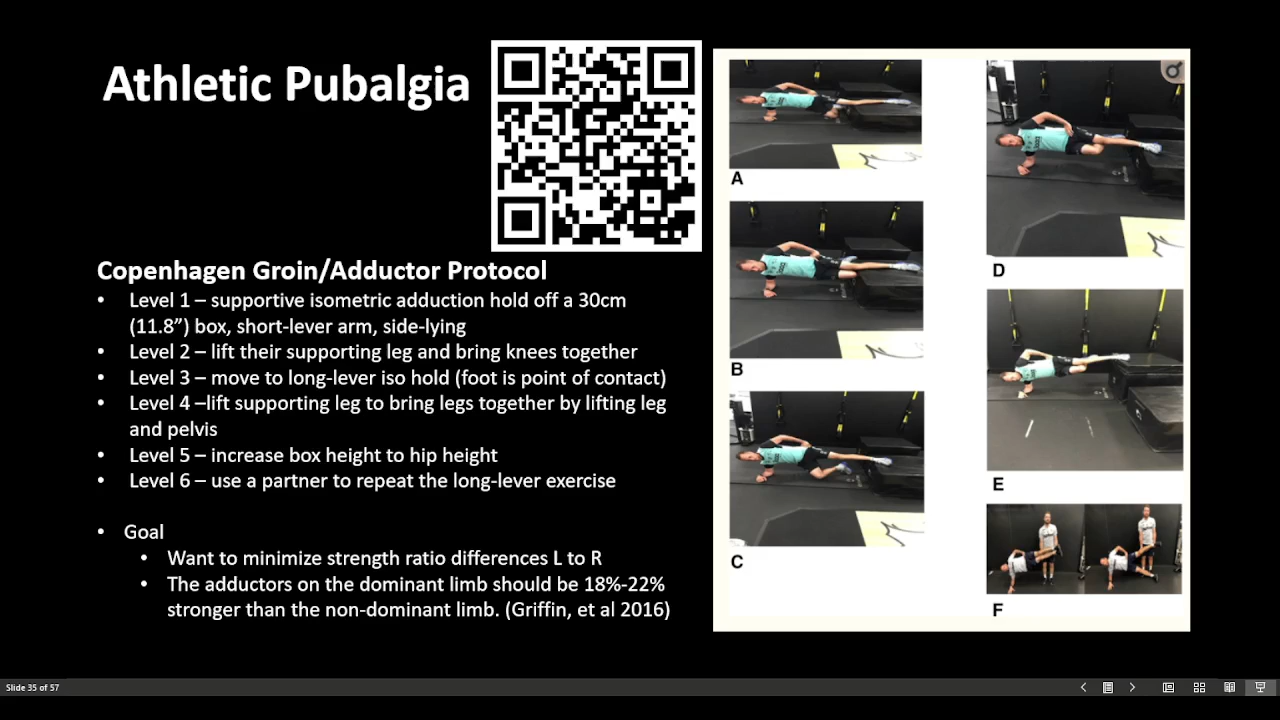 Athletic Pubalgia
Copenhagen Groin/Adductor Protocol
• Level 1 – supportive isometric adduction hold off a 30cm
(11.8”) box, short-lever arm, side-lying
• Level 2 – lift their supporting leg and bring knees together
• Level 3 – move to long-lever iso hold (foot is point of contact)
• Level 4 –lift supporting leg to bring legs together by lifting leg
and pelvis
• Level 5 – increase box height to hip height
• Level 6 – use a partner to repeat the long-lever exercise
• Goal
• Want to minimize strength ratio differences L to R
• The adductors on the dominant limb should be 18%-22%
stronger than the non-dominant limb. (Griffin, et al 2016)
A
B
C
D
E
F
Slide 35 of 57